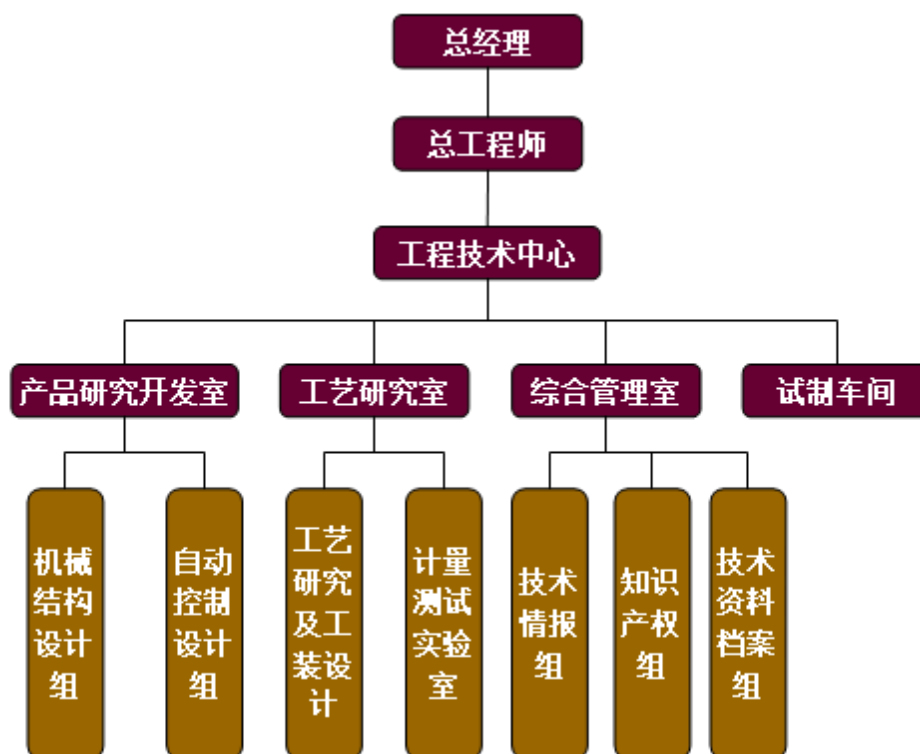 总经理
总工程师
工程技术中心
产品研究开发室
工艺研究室
综合管理室
试制车间
机械
结构
设计
组
自动
控制
设计
组
工艺
研究
及工
装设
计
计量
测试
实验
室
技术
情报
组
知识
产权
组
技术
资料
档案
组